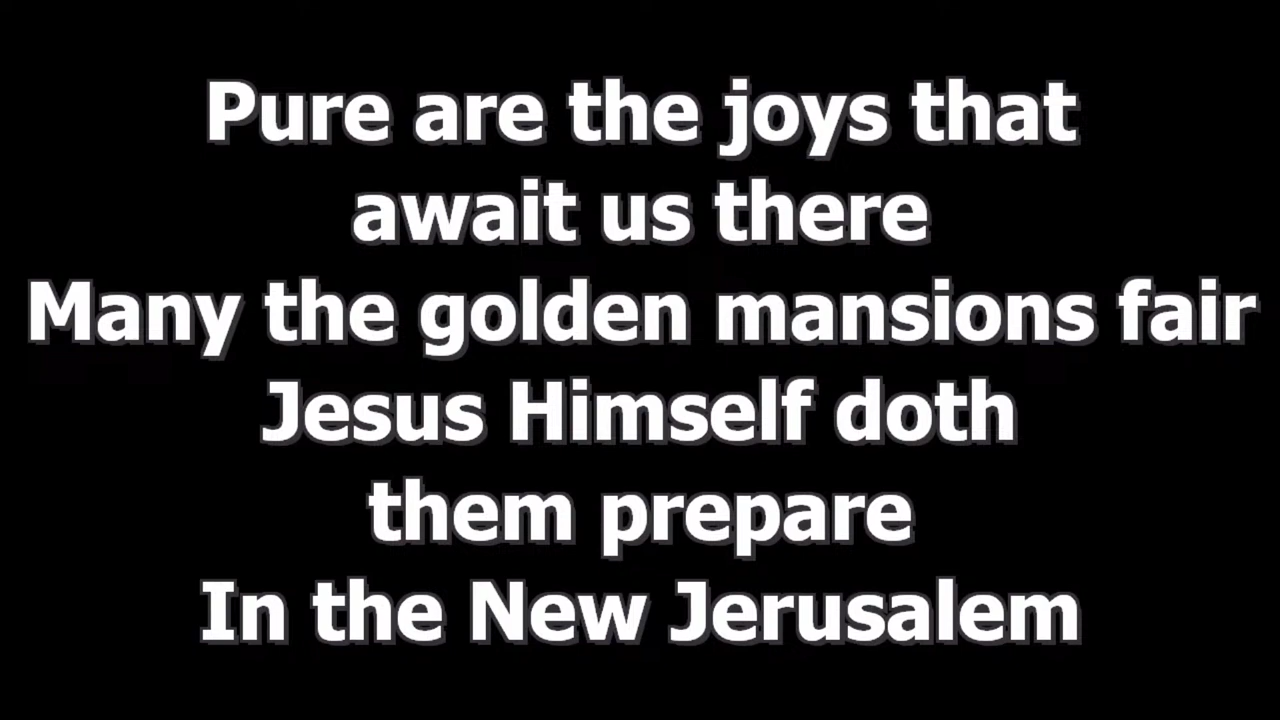 Pure are the joys that
await us there
Many the golden mansions fair
Jesus Himself doth
them prepare
In the New Jerusalem